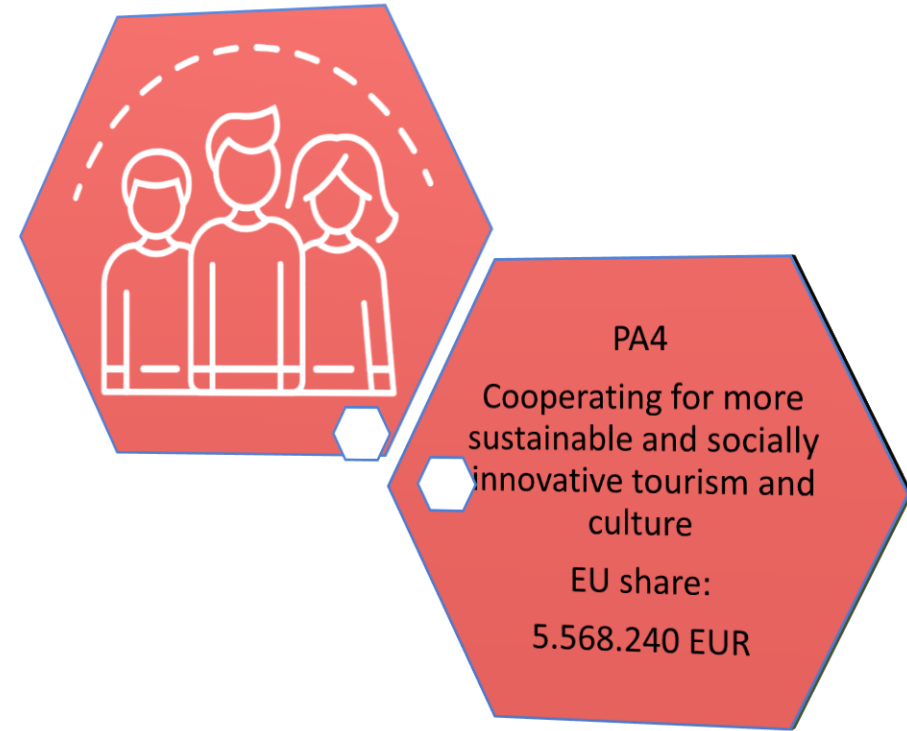 PA4
Cooperating for more
sustainable and socially
innovative tourism and
culture
EU share:
5.568.240 EUR